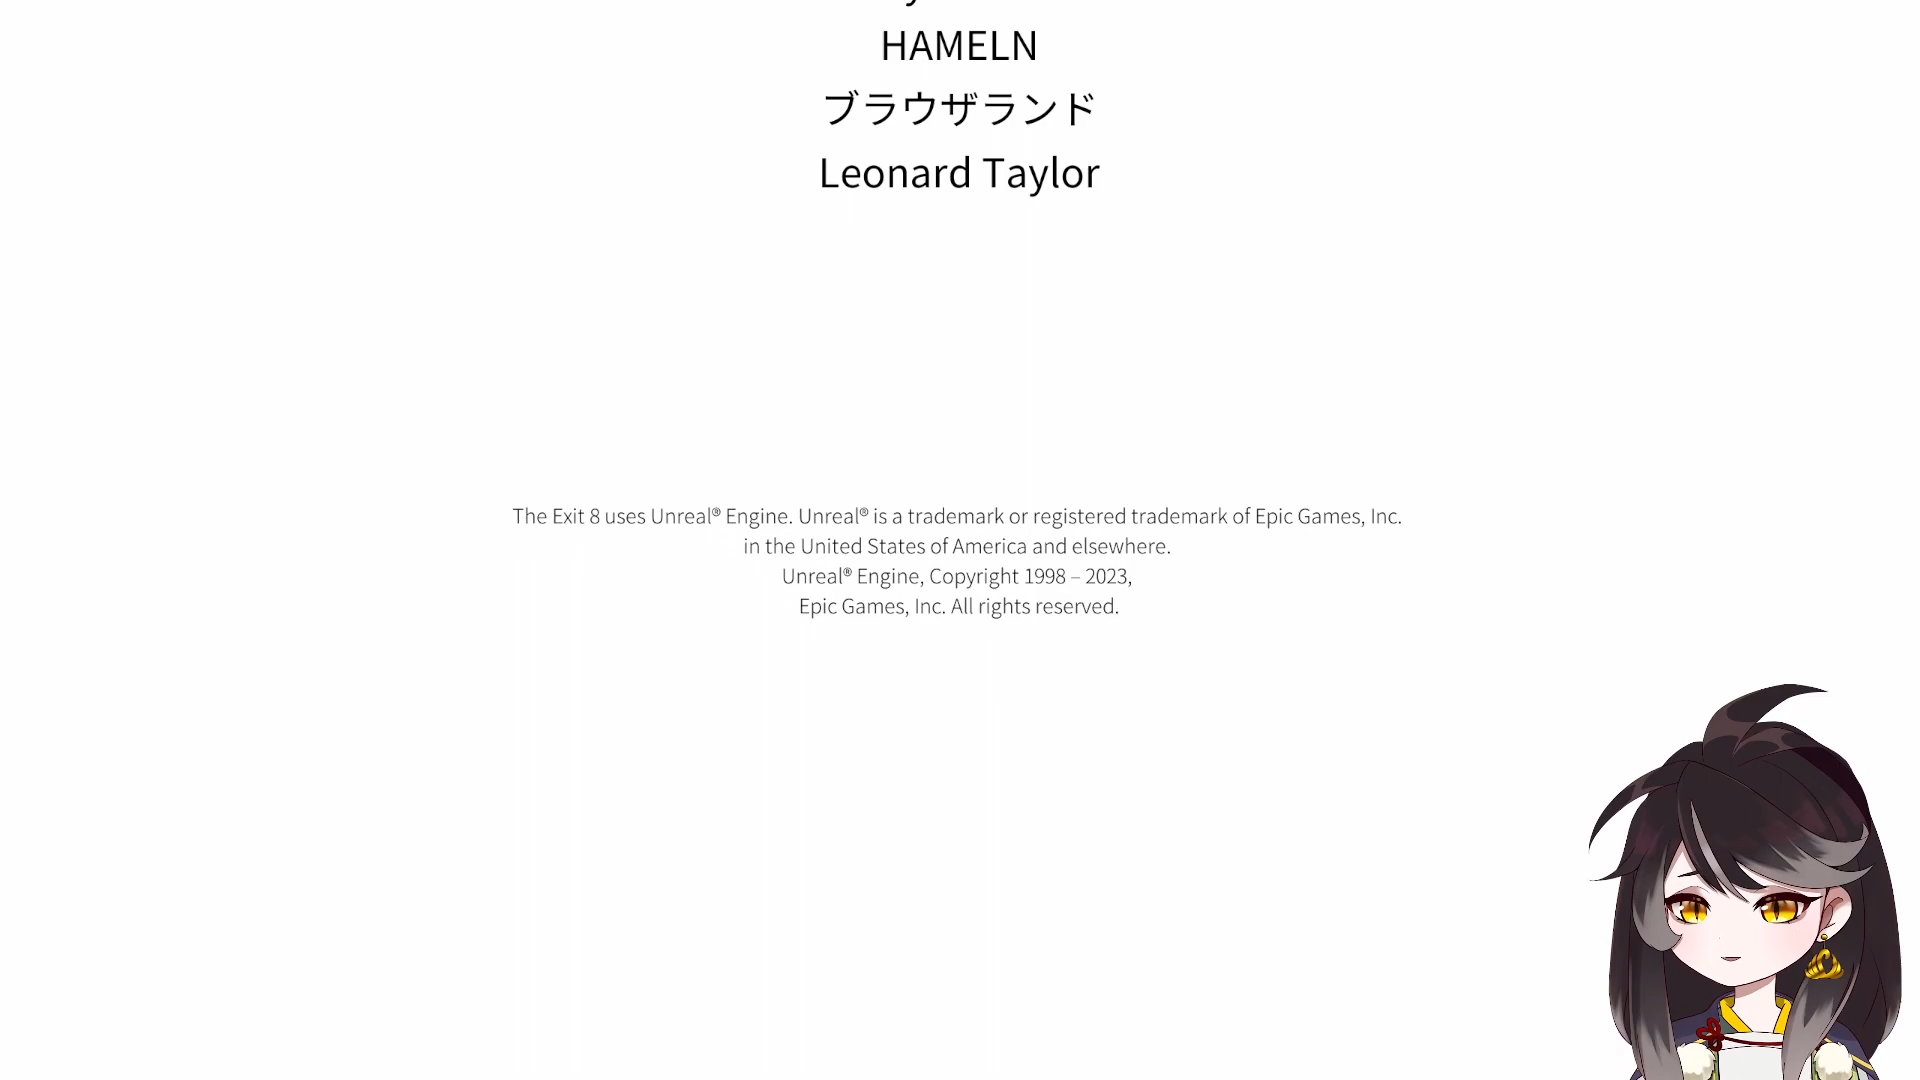 HAMELN
ブラウザランド
Leonard Taylor
The Exit 8 uses Unreal® Engine. Unreal® is a trademark or registered trademark of Epic Games, Inc.
in the United States of America and elsewhere.
Unreal® Engine, Copyright 1998 – 2023,
Epic Games, Inc. All rights reserved.